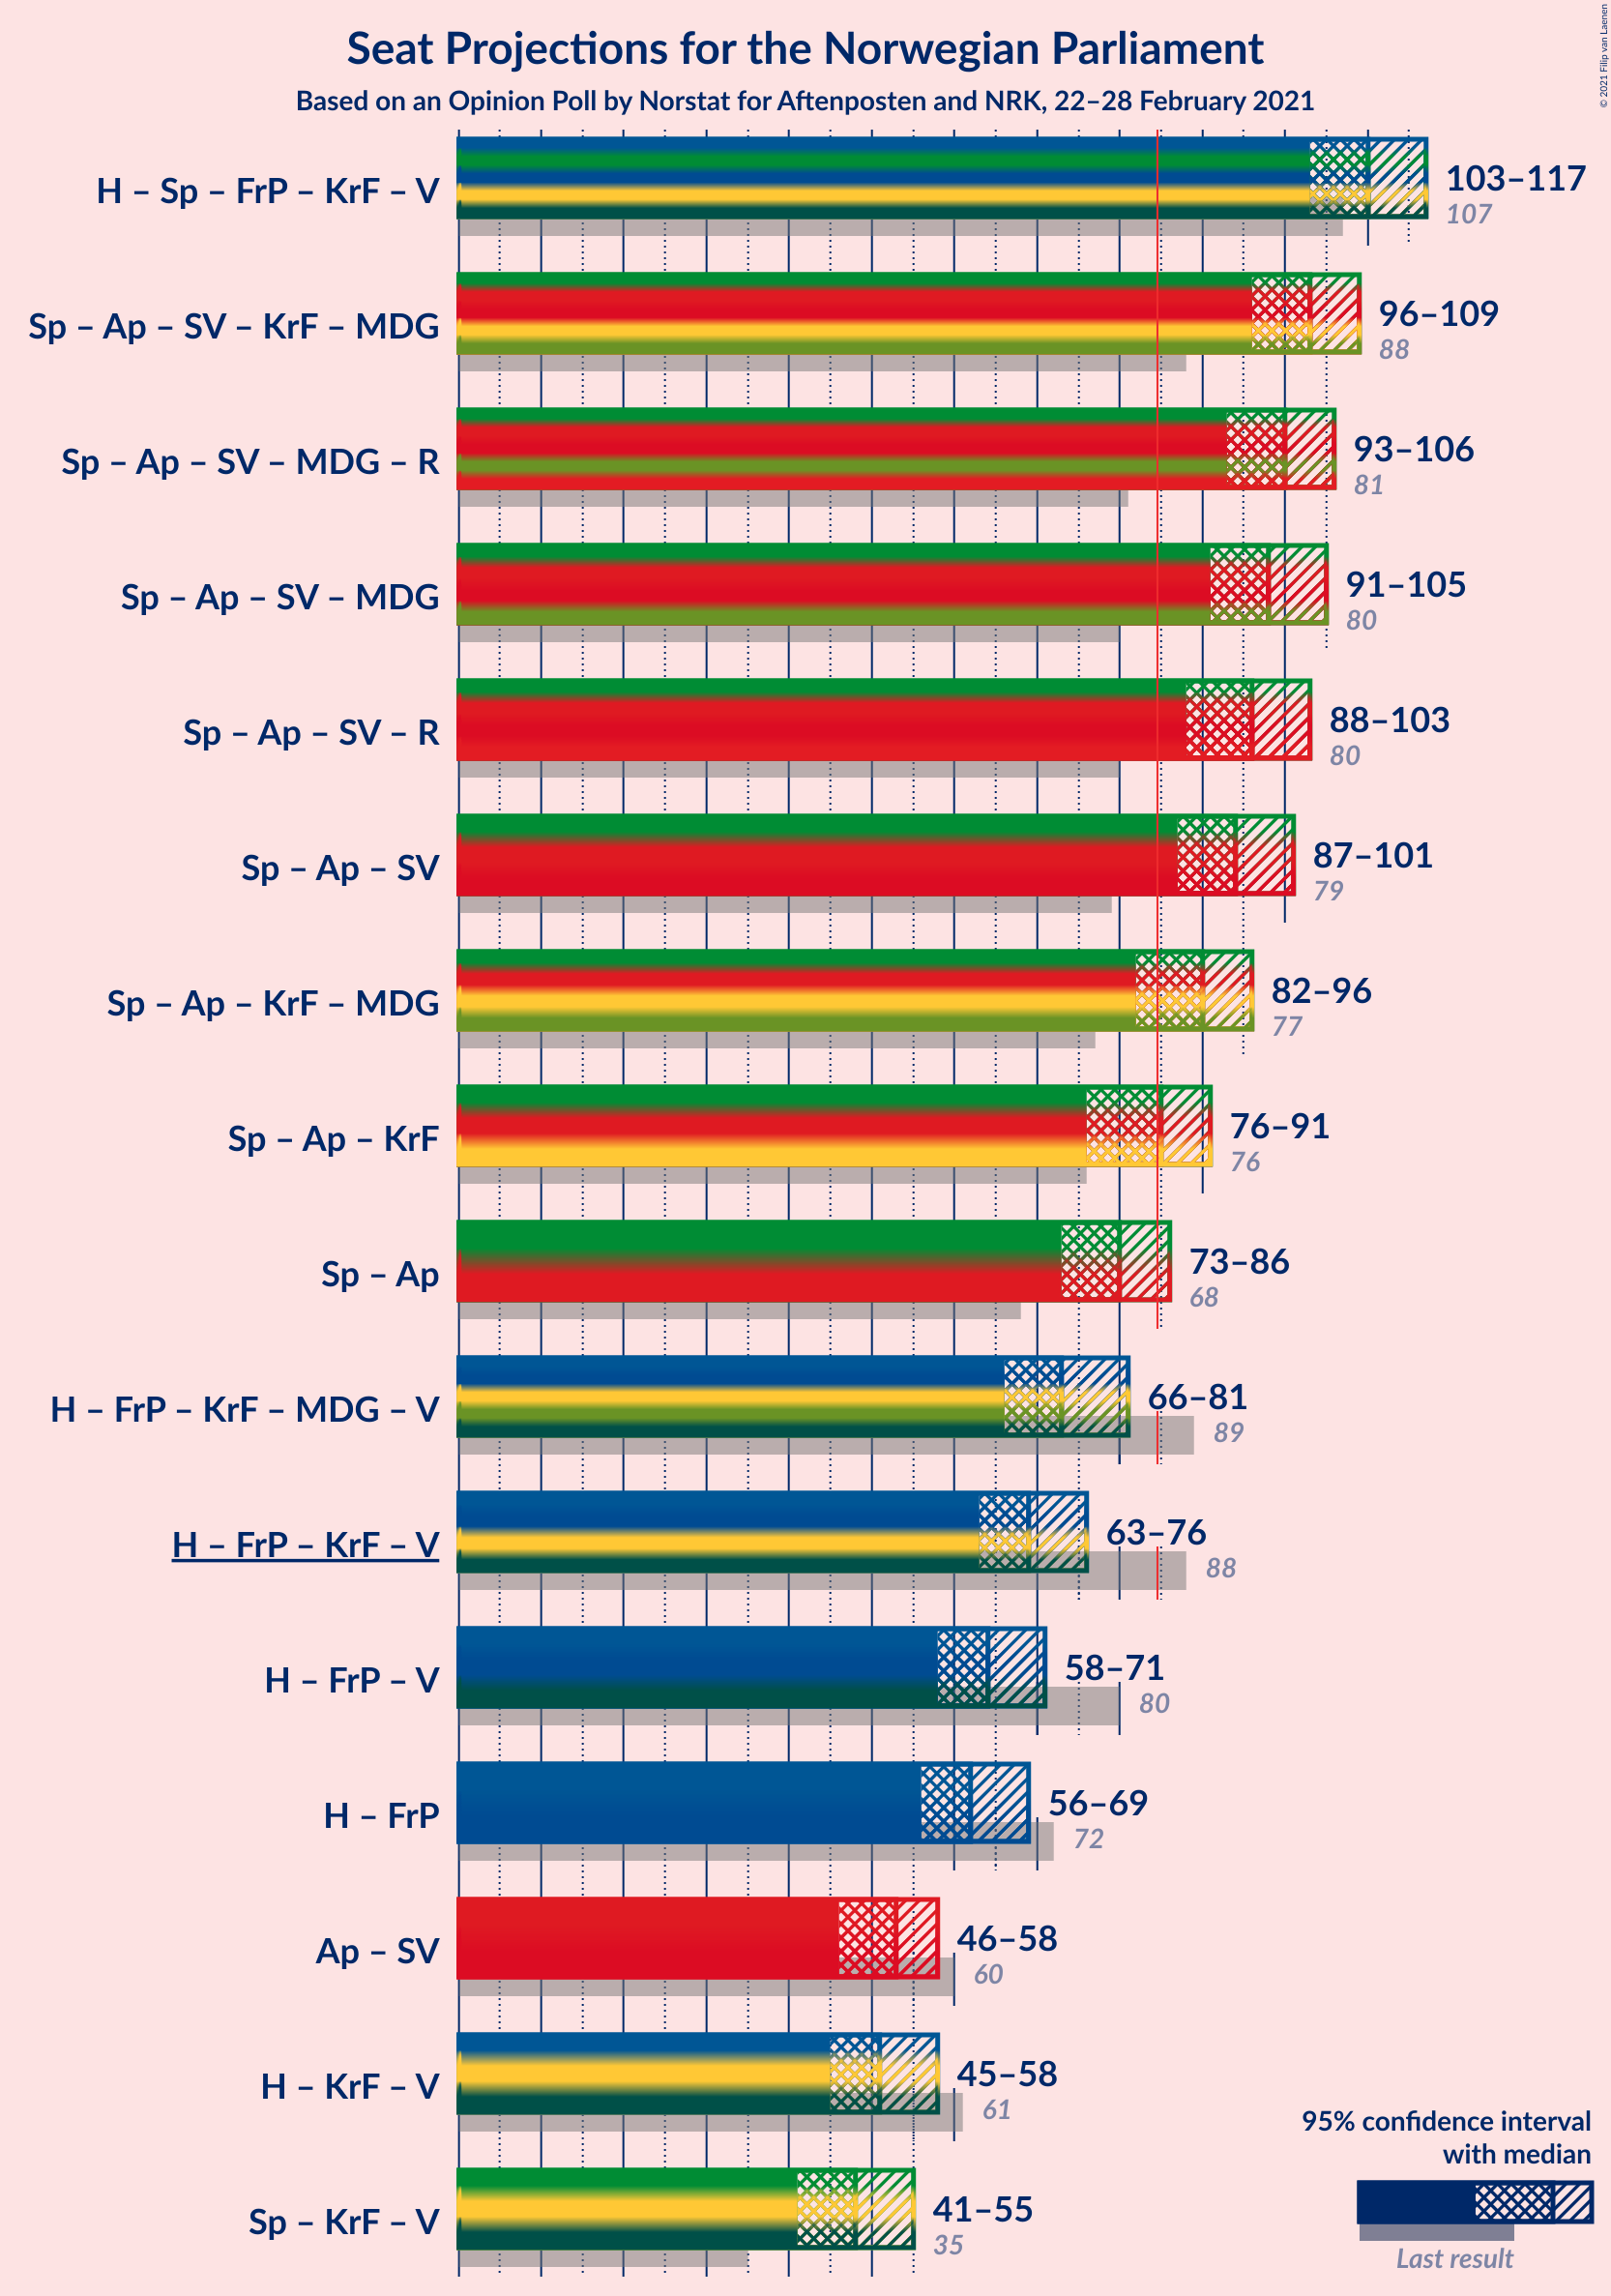 Seat Projections for the Norwegian Parliament
Based on an Opinion Poll by Norstat for Aftenposten and NRK, 22–28 February 2021
© 2021 Filip van Laenen
H – Sp – FrP – KrF – V
103–117
107
Sp – Ap – SV – KrF – MDG
96–109
88
Sp – Ap – SV – MDG – R
93–106
81
Sp – Ap – SV – MDG
91–105
80
Sp – Ap – SV – R
88–103
80
Sp – Ap – SV
87–101
79
Sp – Ap – KrF – MDG
82–96
77
Sp – Ap – KrF
76–91
76
Sp – Ap
73–86
68
H – FrP – KrF – MDG – V
66–81
89
H – FrP – KrF – V
63–76
88
H – FrP – V
58–71
80
H – FrP
56–69
72
Ap – SV
46–58
60
H – KrF – V
45–58
61
Sp – KrF – V
41–55
35
95% confidence interval
with median
Last result